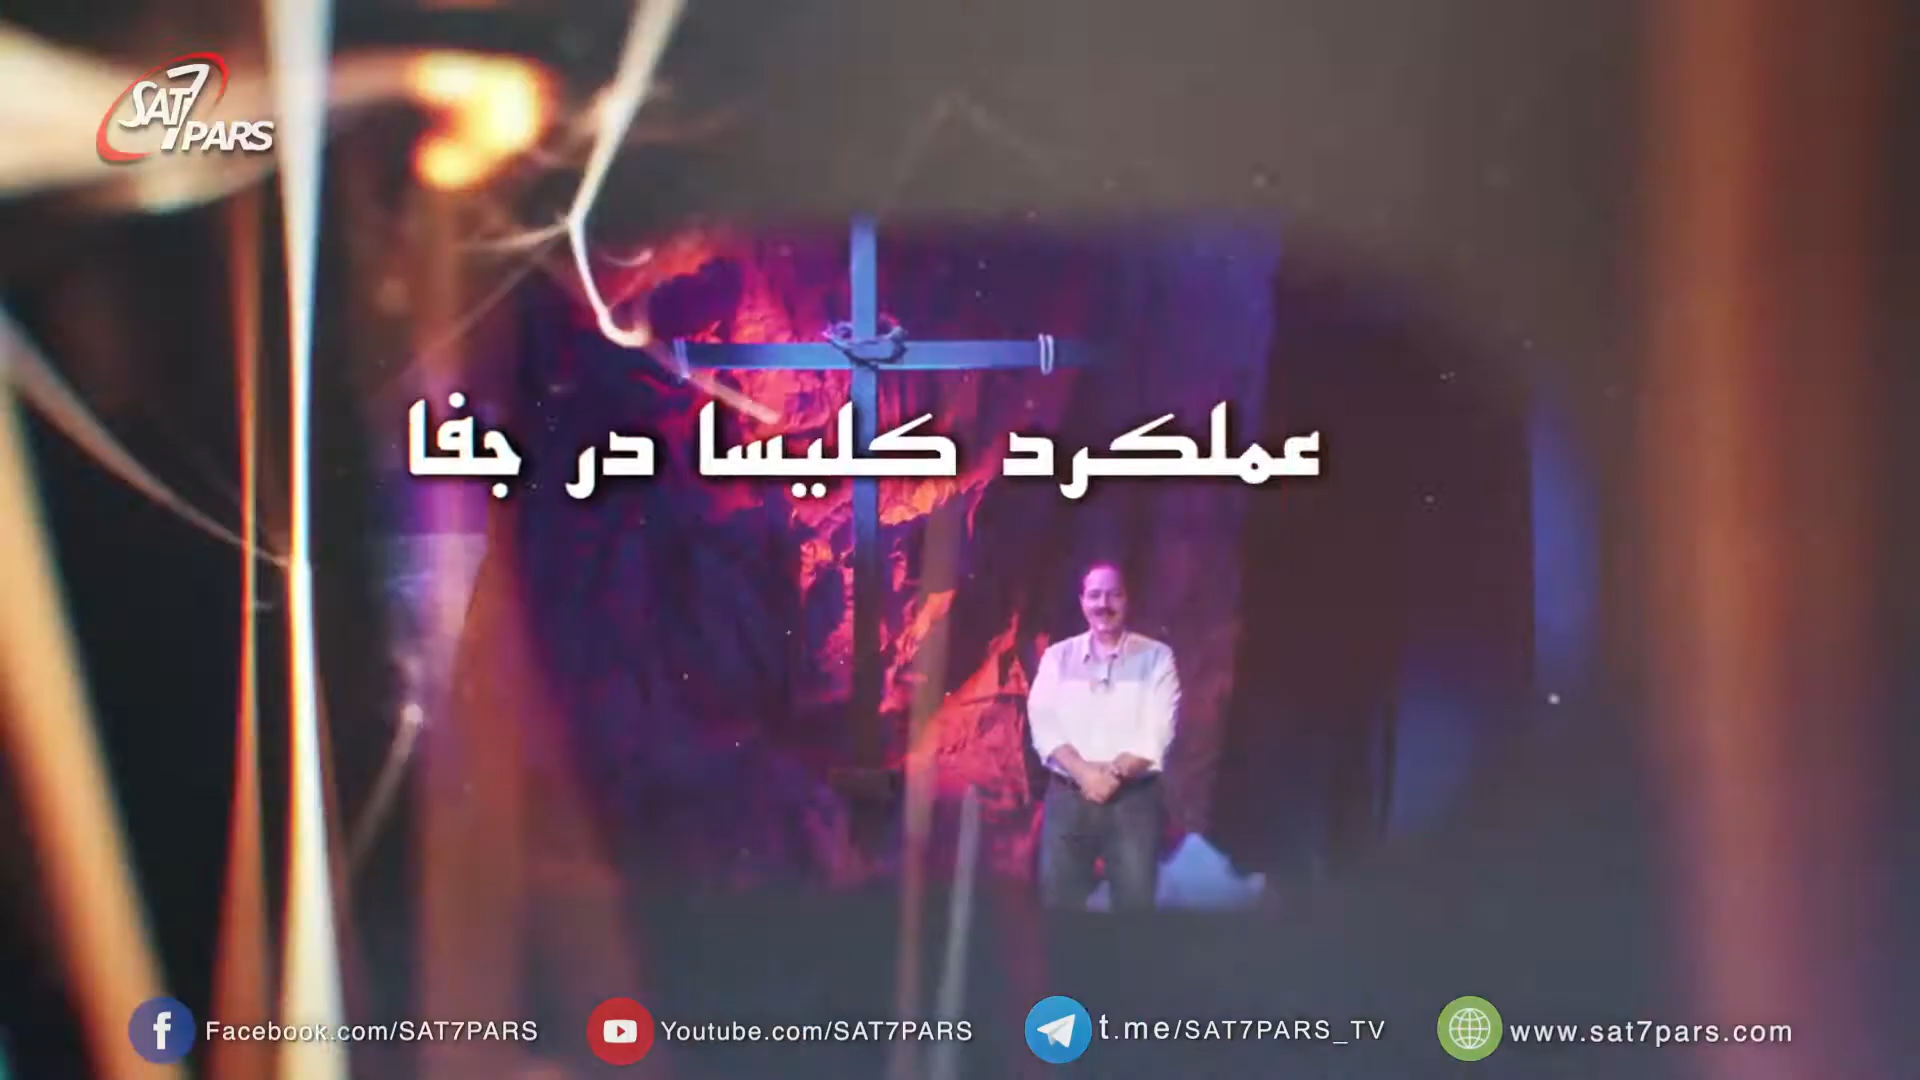 SAT7
PARS
عملکرد کلیسا در جفا
Facebook.com/SAT7PARS
Youtube.com/SAT7PARS
t.me/SAT7PARS_TV
www.sat7pars.com